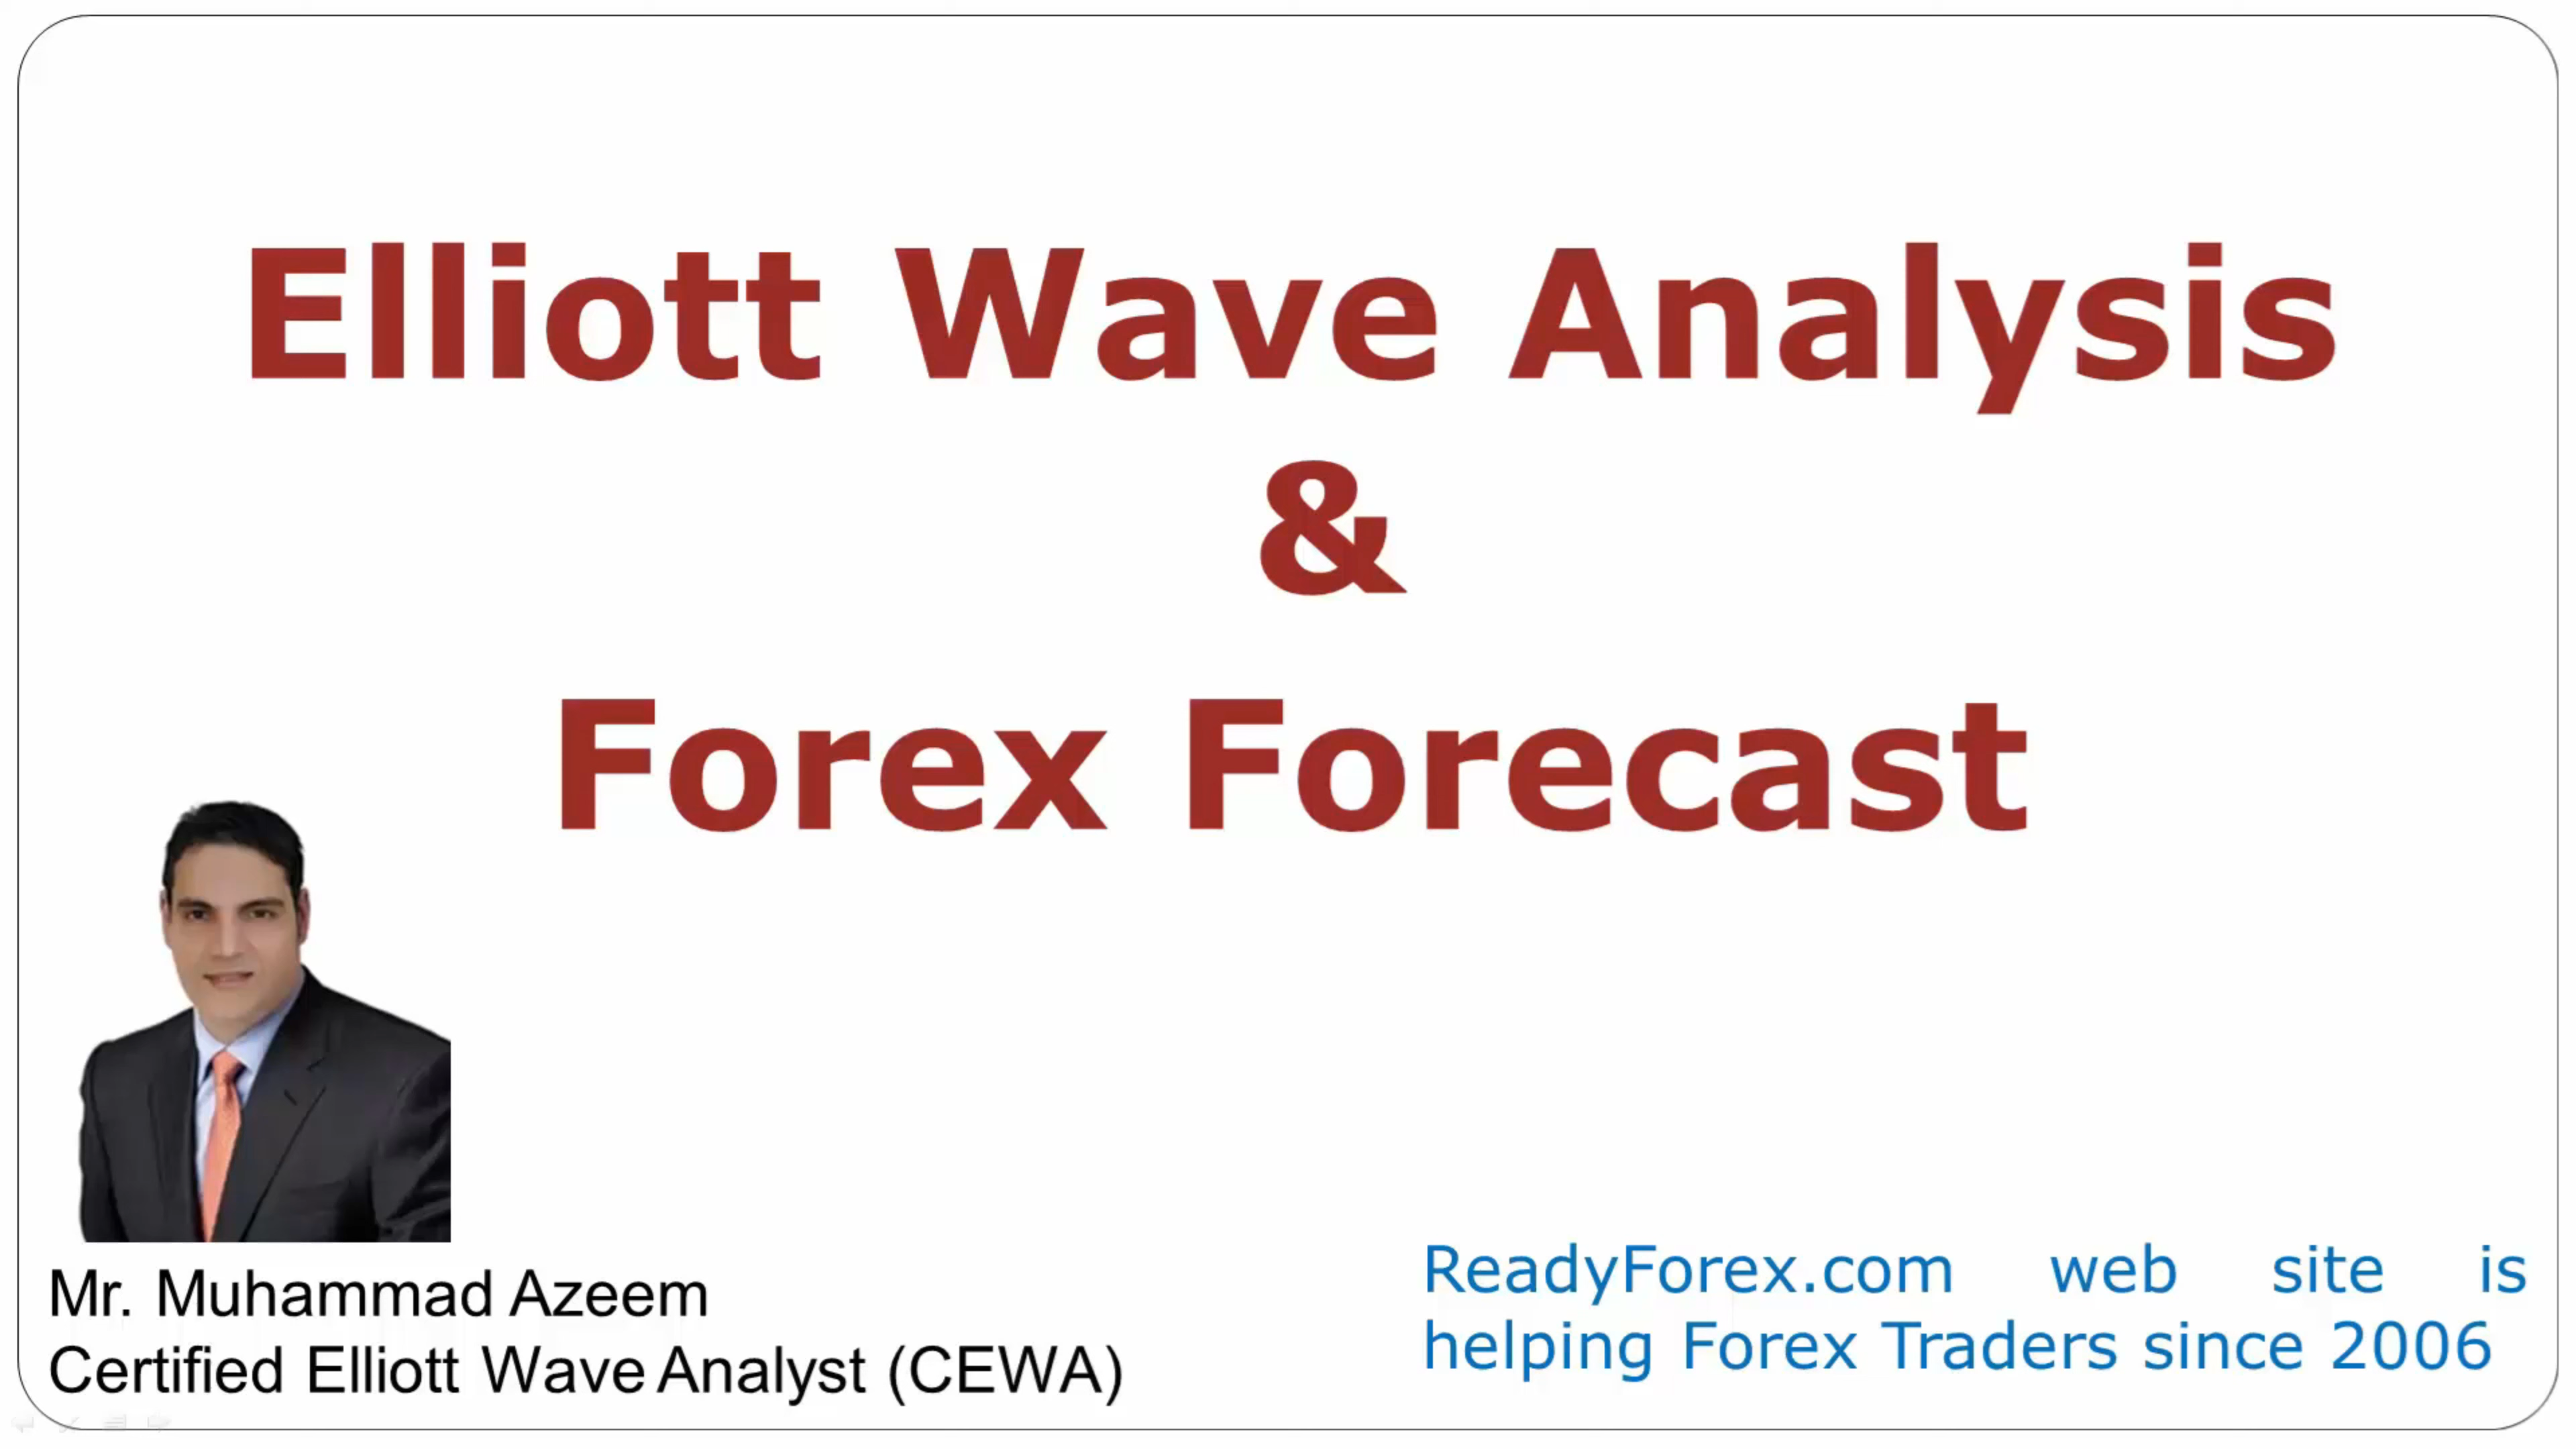 Elliott Wave Analysis
&
Forex Forecast
Mr. Muhammad Azeem
Certified Elliott Wave Analyst (CEWA)
ReadyForex.com web site is
helping Forex Traders since 2006